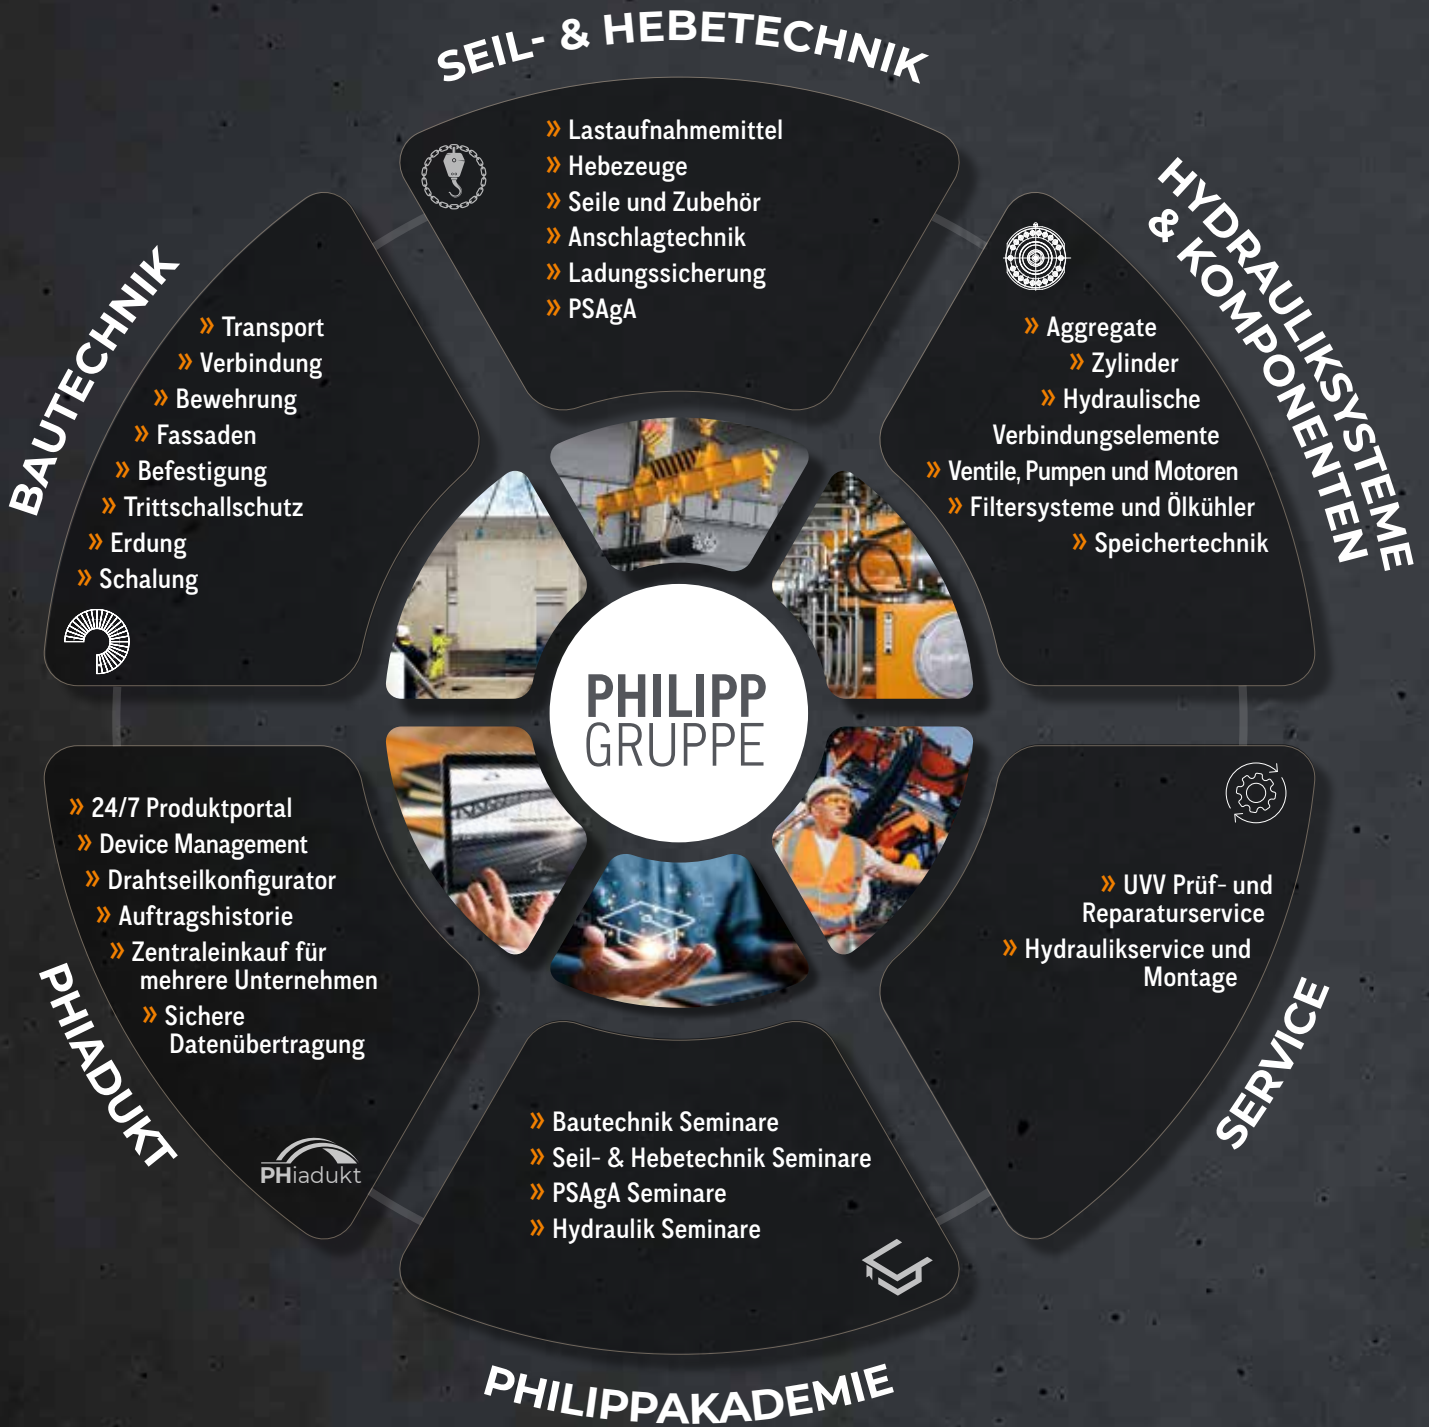 SEIL- & HEBETECHNIK
» Lastaufnahmemittel
» Hebezeuge
» Seile und Zubehör
» Anschlagtechnik
» Ladungssicherung
» PSAgA
HYDRAULIKSYSTEME
& KOMPONENTEN
» Aggregate
» Zylinder
» Hydraulische
Verbindungselemente
» Ventile, Pumpen und Motoren
» Filtersysteme und Ölkühler
» Speichertechnik
BAUTECHNIK
» Transport
» Verbindung
» Bewehrung
» Fassaden
» Befestigung
» Trittschallschutz
» Erdung
» Schalung
PHILIPP
GRUPPE
PHIADUKT
» 24/7 Produktportal
» Device Management
» Drahtseilkonfigurator
» Auftragshistorie
» Zentraleinkauf für
mehrere Unternehmen
» Sichere
Datenübertragung
PHiadukt
SERVICE
» UVV Prüf- und
Reparaturservice
» Hydraulikservice und
Montage
» Bautechnik Seminare
» Seil- & Hebetechnik Seminare
» PSAgA Seminare
» Hydraulik Seminare
PHILIPPAKADEMIE